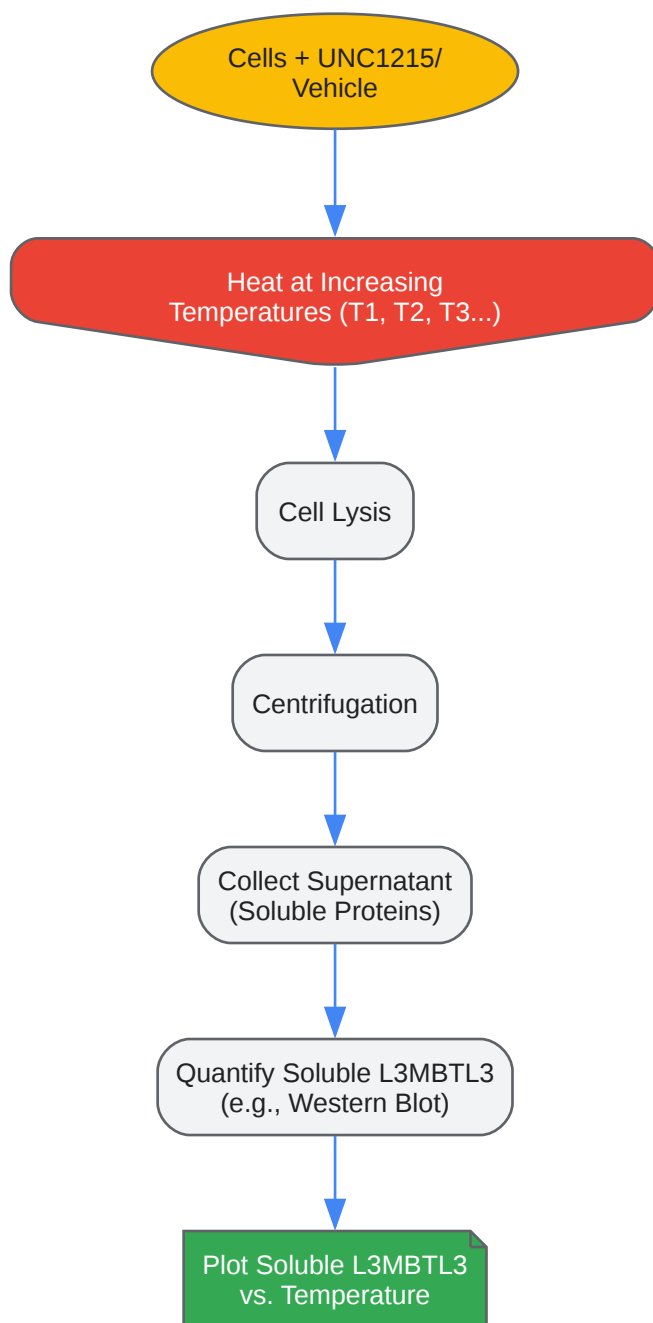 Cells + UNC1215/
Vehicle
Heat at Increasing
Temperatures (T1, T2, T3...)
Cell Lysis
Centrifugation
Collect Supernatant
(Soluble Proteins)
Quantify Soluble L3MBTL3
(e.g., Western Blot)
Plot Soluble L3MBTL3
vs. Temperature